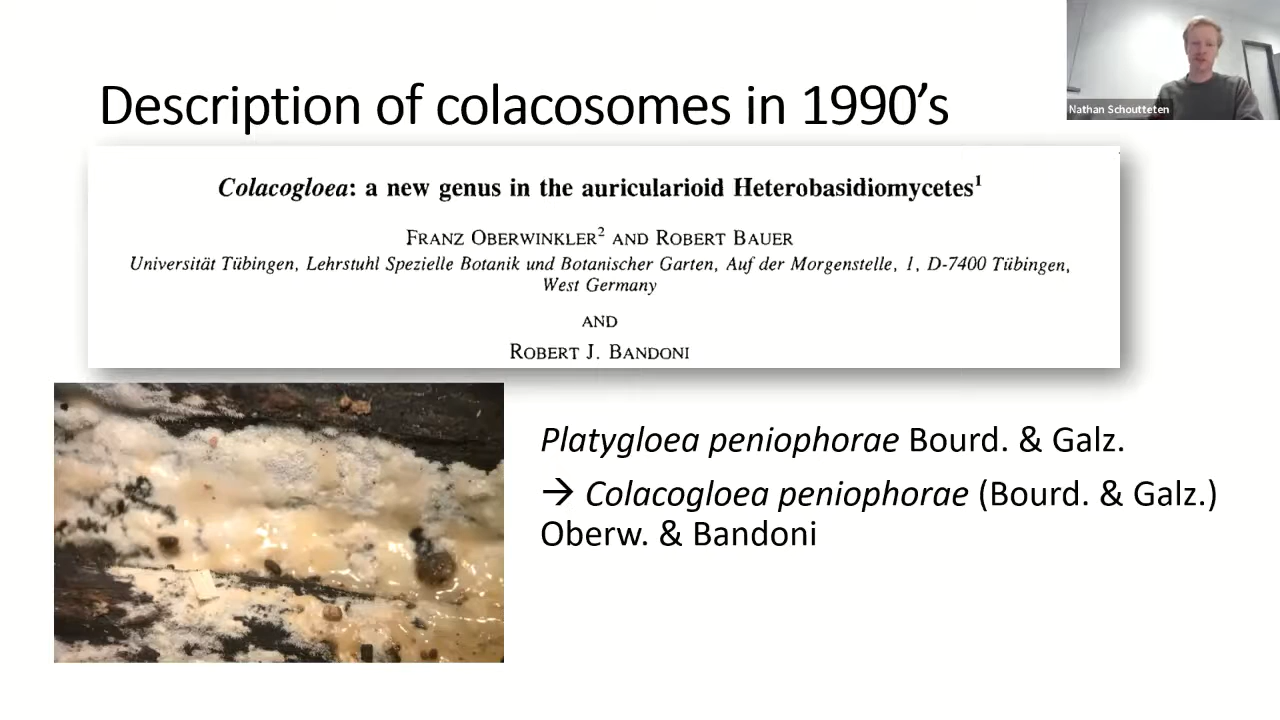 Nathan Schoutteten
Description of colacosomes in 1990’s
Colacogloea: a new genus in the auricularioid Heterobasidiomycetes¹
FRANZ OBERWINKLER² AND ROBERT BAUER
Universität Tübingen, Lehrstuhl Spezielle Botanik und Botanischer Garten, Auf der Morgenstelle, 1, D-7400 Tübingen,
West Germany
AND
ROBERT J. BANDONI
Platygloea peniophorae Bourd. & Galz.
→ Colacogloea peniophorae (Bourd. & Galz.)
Oberw. & Bandoni